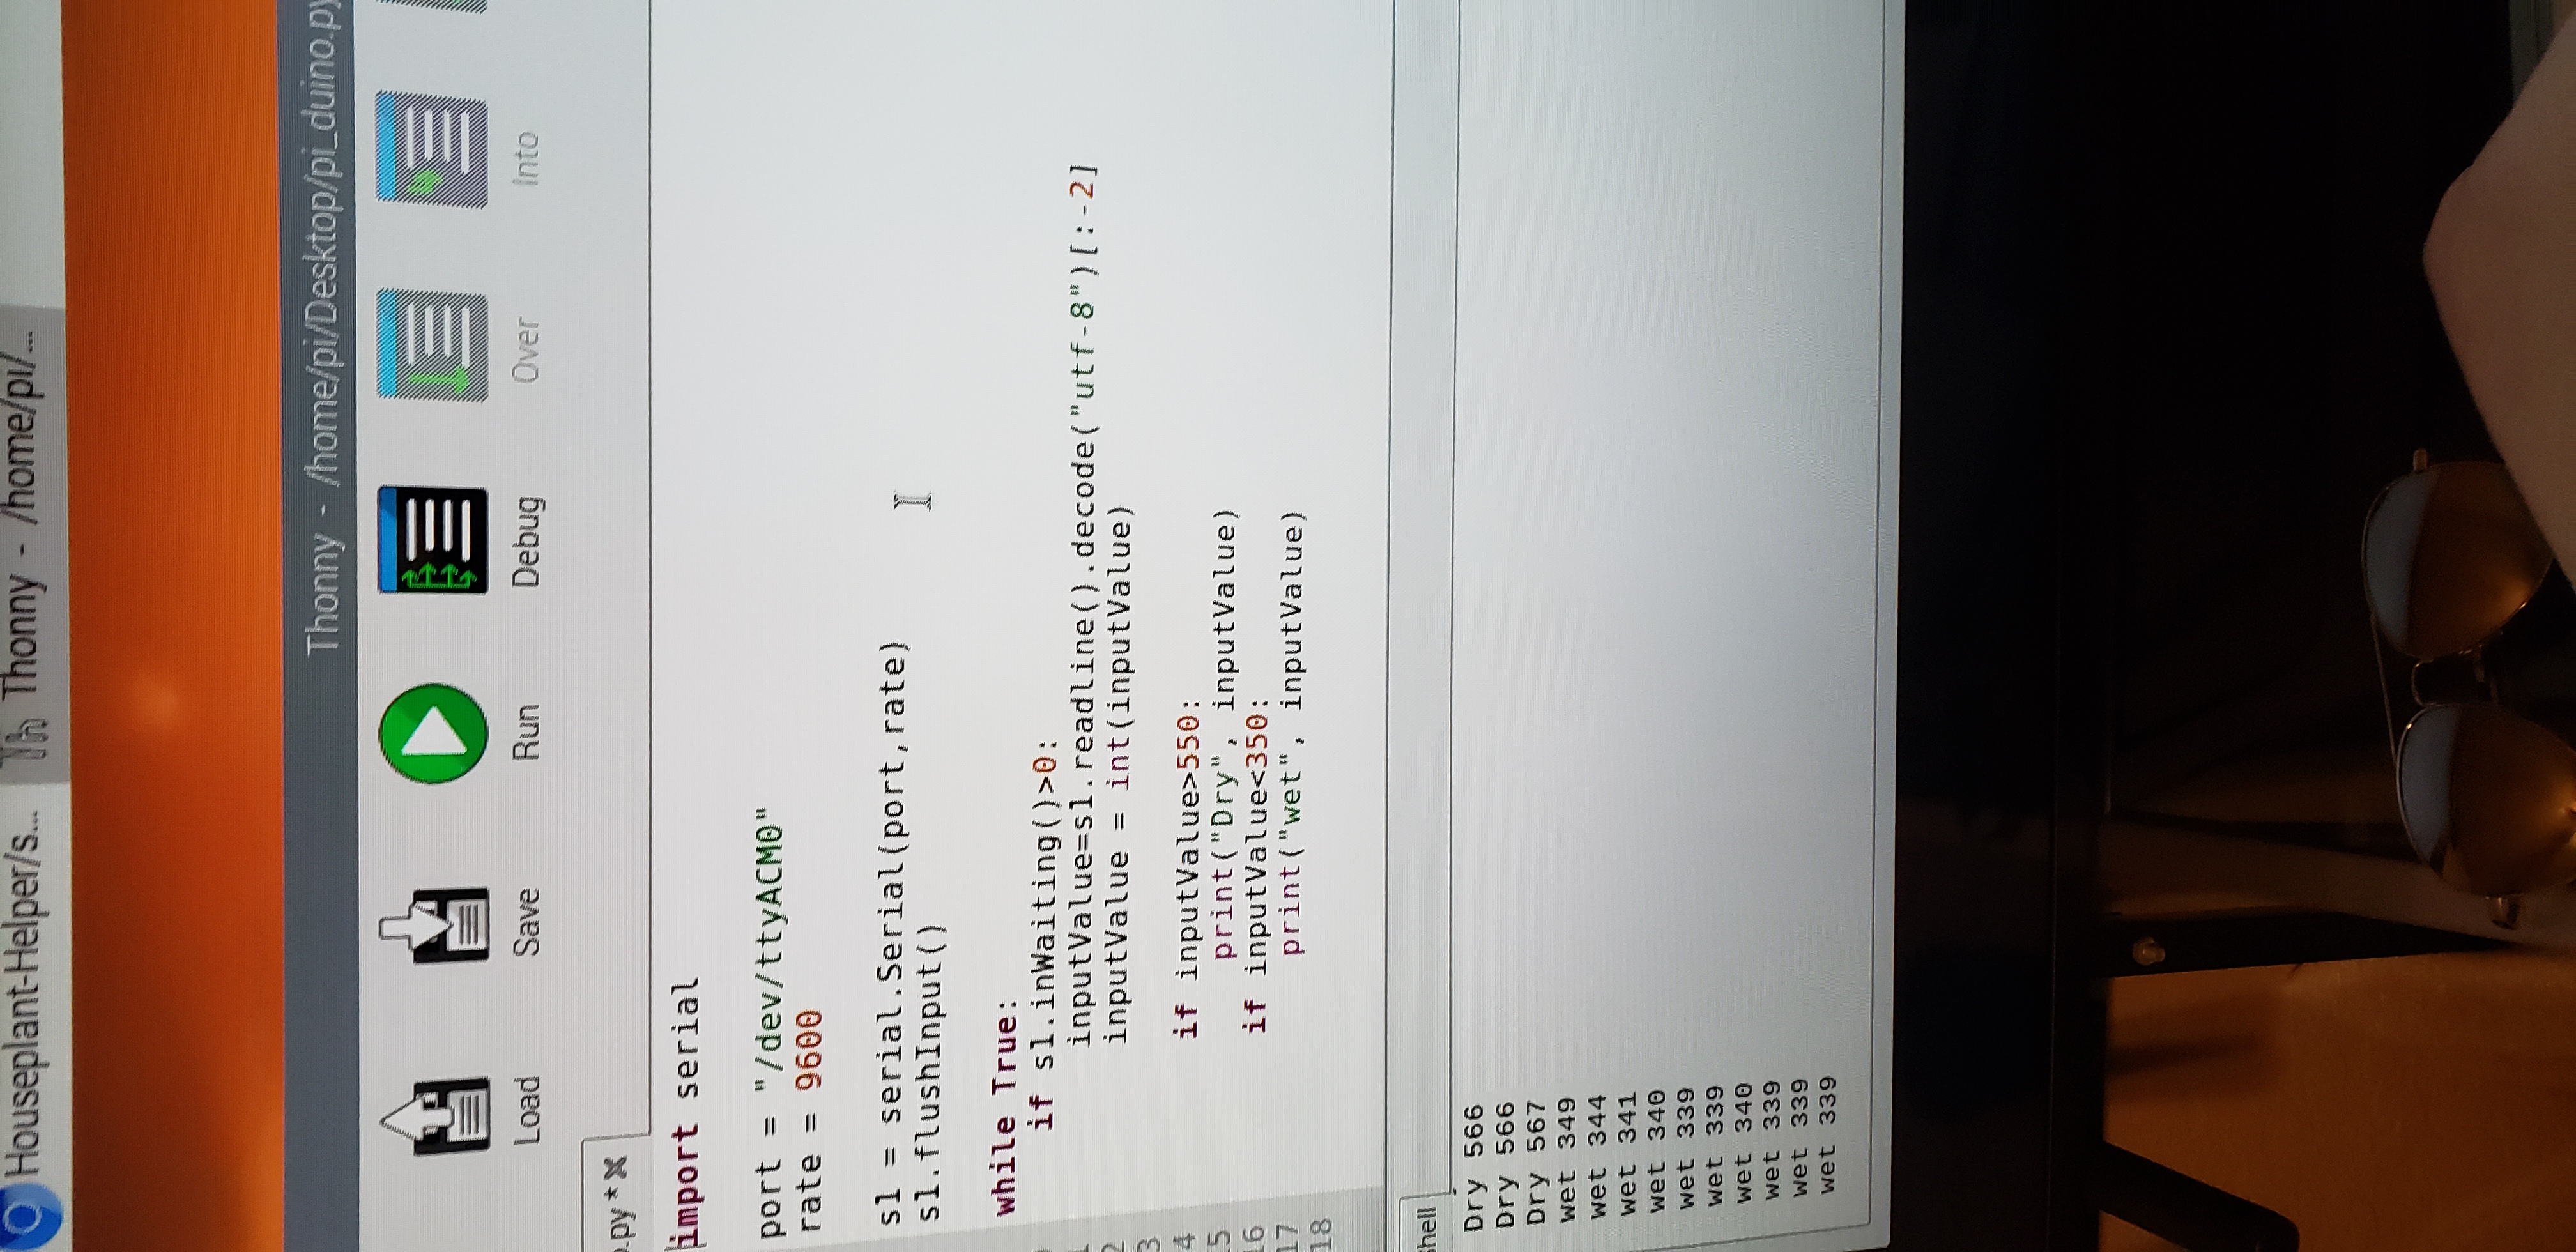 Houseplant-Helper/s... Thonny - /home/pi/...
Thonny - /home/pi/Desktop/pi_duino.py
Load Save Run Debug Over Into
.py *
import serial
port = "/dev/ttyACM0"
rate = 9600
s1 = serial.Serial(port,rate)
s1.flushInput()
while True:
if s1.inWaiting()>0:
inputValue=s1.readline().decode("utf-8")[:-2]
2 inputValue = int(inputValue)
3
4 if inputValue>550:
5 print("Dry", inputValue)
16 if inputValue<350:
17 print("wet", inputValue)
18
Shell
Dry 566
Dry 566
Dry 567
wet 349
wet 344
wet 341
wet 340
wet 339
wet 339
wet 340
wet 339
wet 339
wet 339